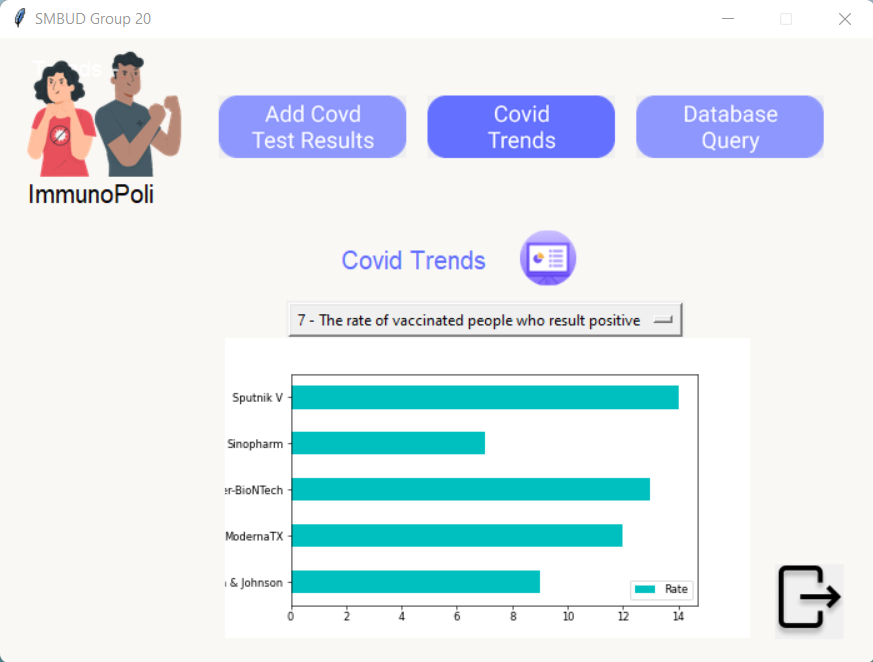 SMBUD Group 20
Trends
Add Covd
Test Results
Covid
Trends
Database
Query
ImmunoPoli
Covid Trends
7 - The rate of vaccinated people who result positive
Sputnik V
Sinopharm
er-BioNTech
ModernaTX
& Johnson
Rate
0 2 4 6 8 10 12 14